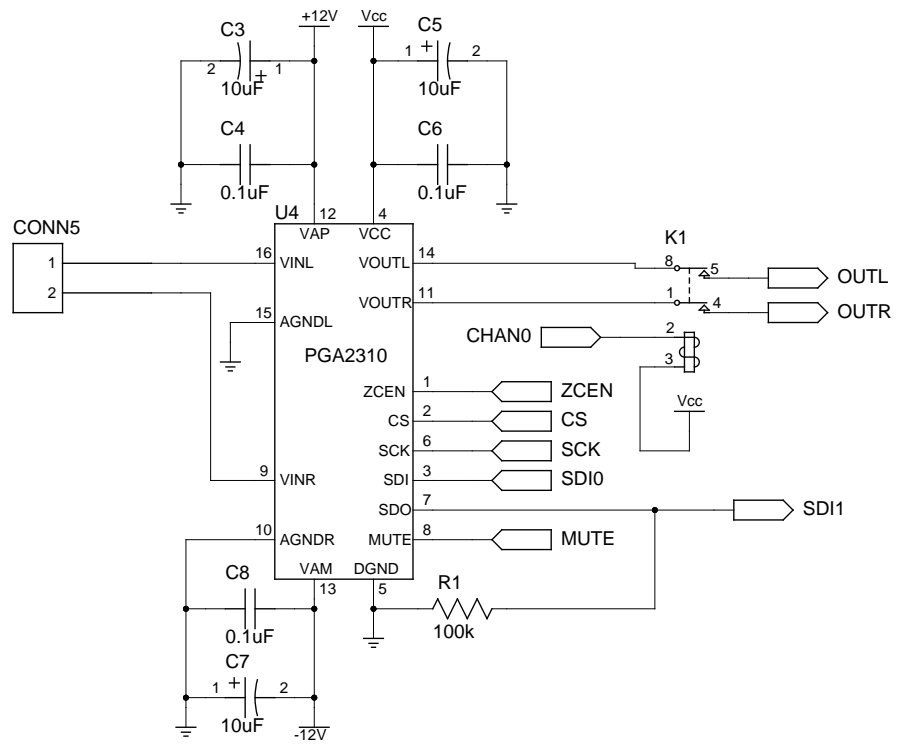 +12V
Vcc
C3
C5
2
+
1
1
+
2
10uF
10uF
C4
C6
0.1uF
0.1uF
U4
12
4
CONN5
VAP
VCC
K1
1
16
VINL
VOUTL
14
8
5
OUTL
2
VOUTR
11
1
4
OUTR
15
AGNDL
CHAN0
2
PGA2310
3
ZCEN
1
ZCEN
Vcc
CS
2
CS
SCK
6
SCK
9
VINR
SDI
3
SDI0
SDO
7
SDI1
10
AGNDR
MUTE
8
MUTE
VAM
DGND
13
5
C8
R1
0.1uF
100k
C7
1
+
2
10uF
-12V